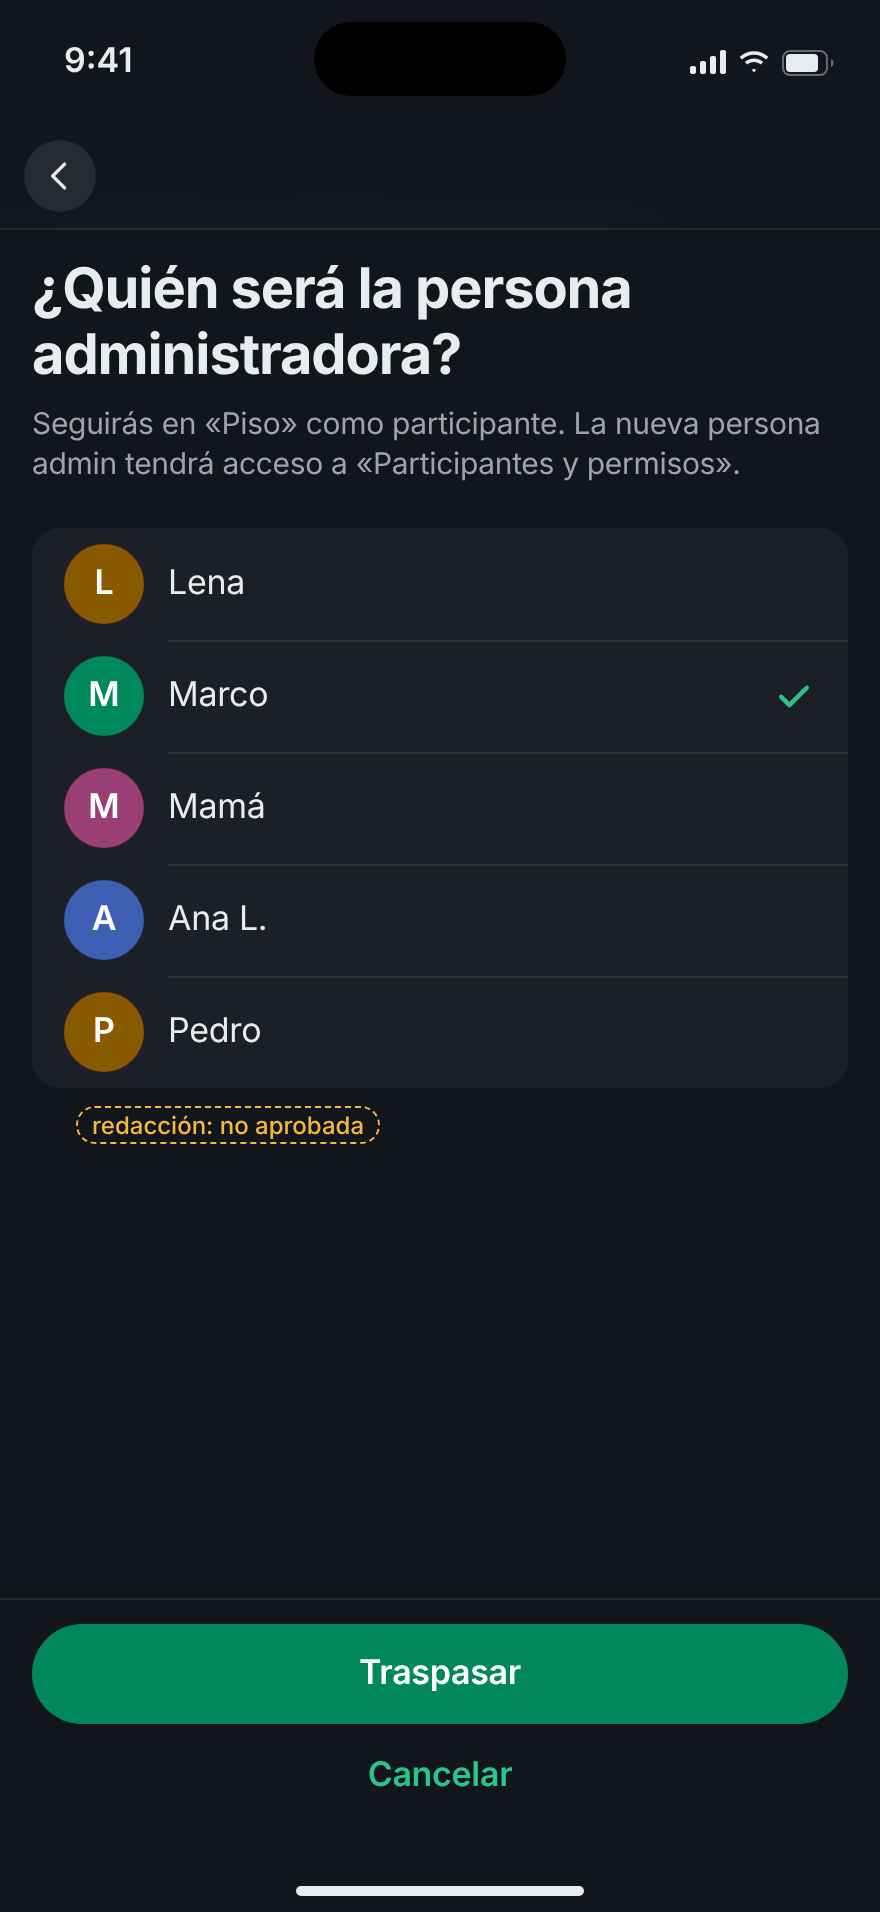 9:41
¿Quién será la persona
administradora?
Seguirás en «Piso» como participante. La nueva persona
admin tendrá acceso a «Participantes y permisos».
L Lena
M Marco
M Mamá
A Ana L.
P Pedro
redacción: no aprobada
Traspasar
Cancelar